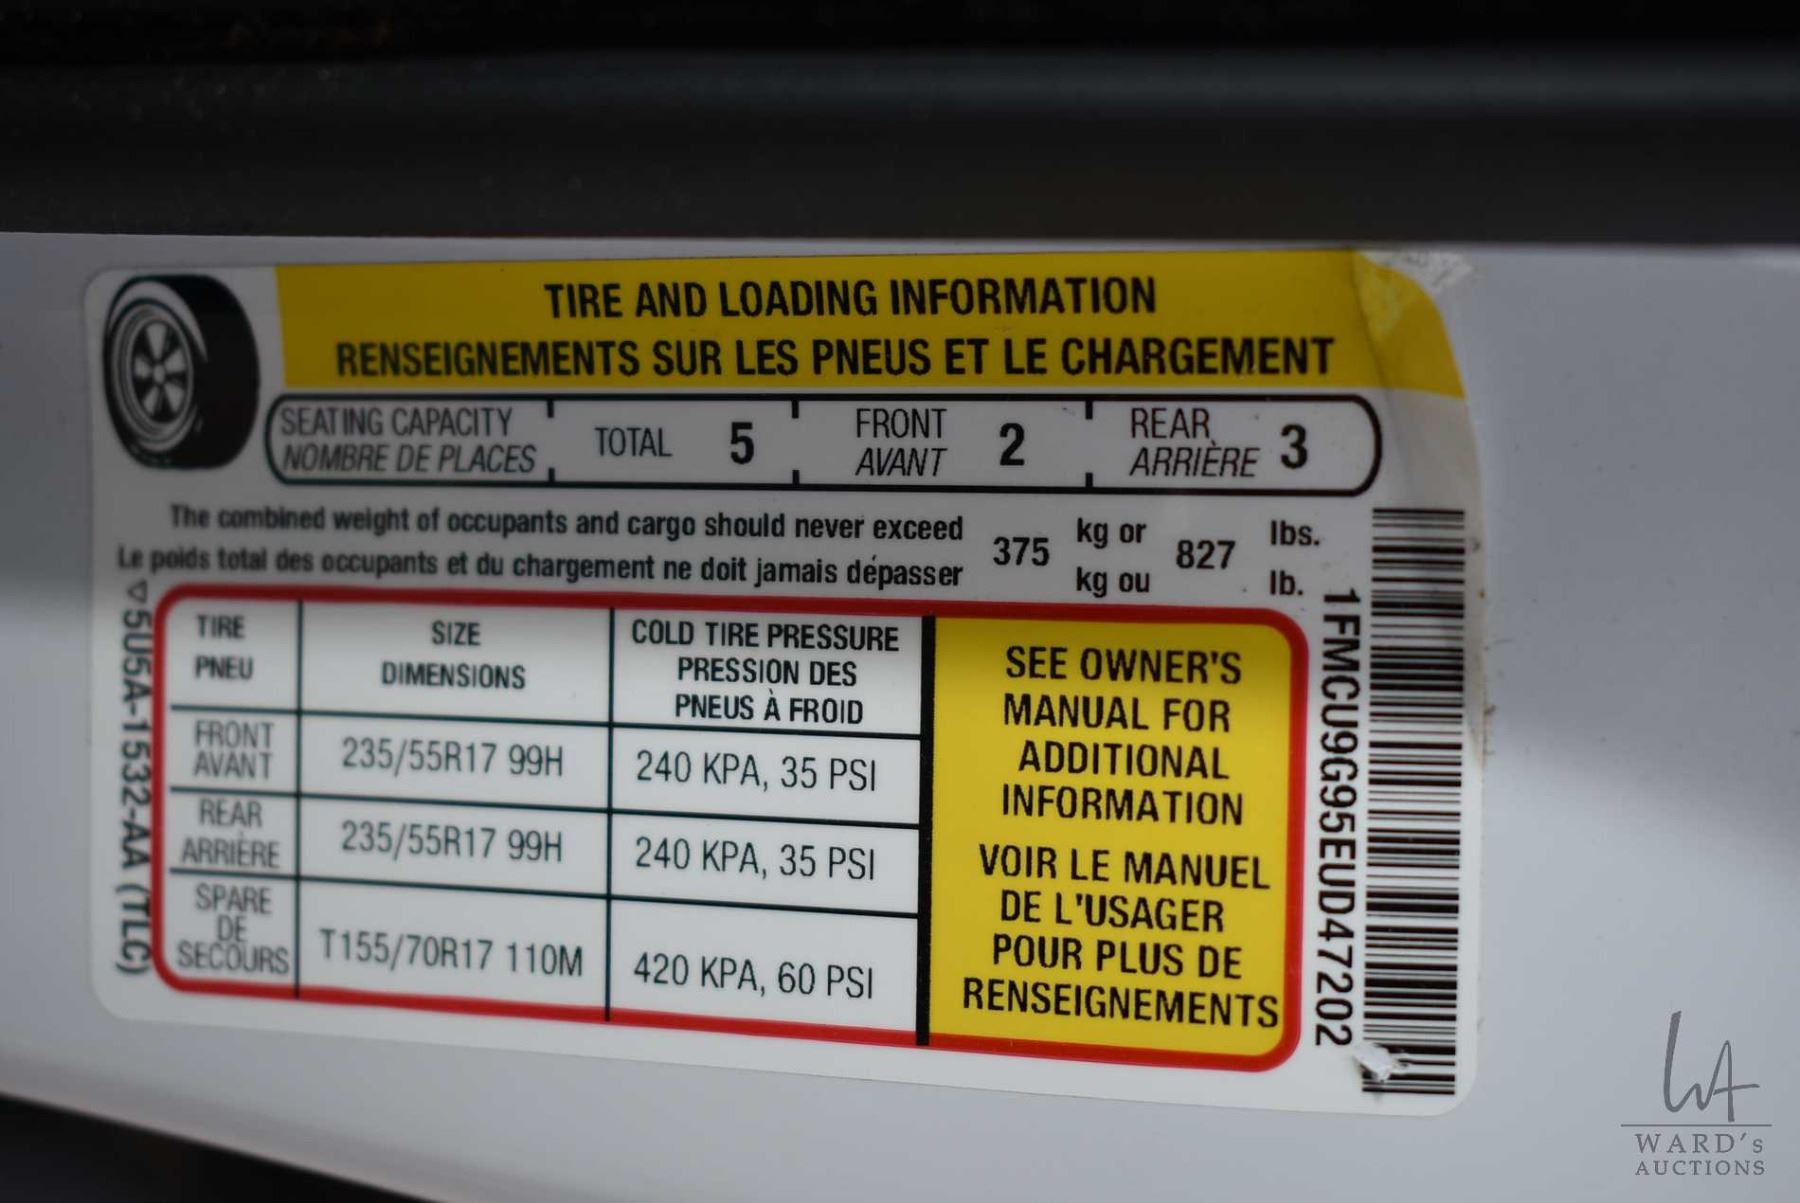 TIRE AND LOADING INFORMATION
RENSEIGNEMENTS SUR LES PNEUS ET LE CHARGEMENT
SEATING CAPACITY
NOMBRE DE PLACES
TOTAL 5
FRONT
AVANT
2
REAR
ARRIÈRE
3
The combined weight of occupants and cargo should never exceed
Le poids total des occupants et du chargement ne doit jamais dépasser
375
kg or
kg ou
827
lbs.
lb.
TIRE
PNEU
SIZE
DIMENSIONS
COLD TIRE PRESSURE
PRESSION DES
PNEUS À FROID
FRONT
AVANT
235/55R17 99H
240 KPA, 35 PSI
REAR
ARRIÈRE
235/55R17 99H
240 KPA, 35 PSI
SPARE
DE
SECOURS
T155/70R17 110M
420 KPA, 60 PSI
SEE OWNER'S
MANUAL FOR
ADDITIONAL
INFORMATION
VOIR LE MANUEL
DE L'USAGER
POUR PLUS DE
RENSEIGNEMENTS
▽5U5A-1532-AA (TLC)
1FMCU9G95EUD47202
WA
WARD's
AUCTIONS